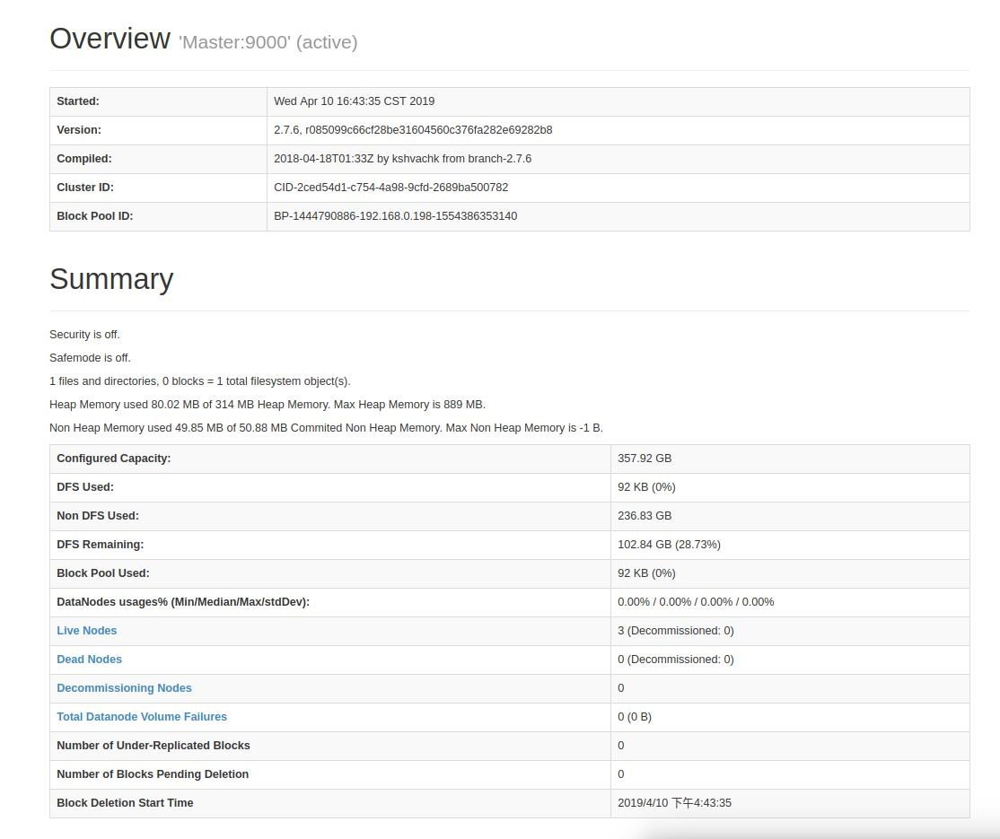 Overview 'Master:9000' (active)
Started: Wed Apr 10 16:43:35 CST 2019
Version: 2.7.6, r085099c66cf28be31604560c376fa282e69282b8
Compiled: 2018-04-18T01:33Z by kshvachk from branch-2.7.6
Cluster ID: CID-2ced54d1-c754-4a98-9cfd-2689ba500782
Block Pool ID: BP-1444790886-192.168.0.198-1554386353140
Summary
Security is off.
Safemode is off.
1 files and directories, 0 blocks = 1 total filesystem object(s).
Heap Memory used 80.02 MB of 314 MB Heap Memory. Max Heap Memory is 889 MB.
Non Heap Memory used 49.85 MB of 50.88 MB Commited Non Heap Memory. Max Non Heap Memory is -1 B.
Configured Capacity: 357.92 GB
DFS Used: 92 KB (0%)
Non DFS Used: 236.83 GB
DFS Remaining: 102.84 GB (28.73%)
Block Pool Used: 92 KB (0%)
DataNodes usages% (Min/Median/Max/stdDev): 0.00% / 0.00% / 0.00% / 0.00%
Live Nodes 3 (Decommissioned: 0)
Dead Nodes 0 (Decommissioned: 0)
Decommissioning Nodes 0
Total Datanode Volume Failures 0 (0 B)
Number of Under-Replicated Blocks 0
Number of Blocks Pending Deletion 0
Block Deletion Start Time 2019/4/10 下午4:43:35